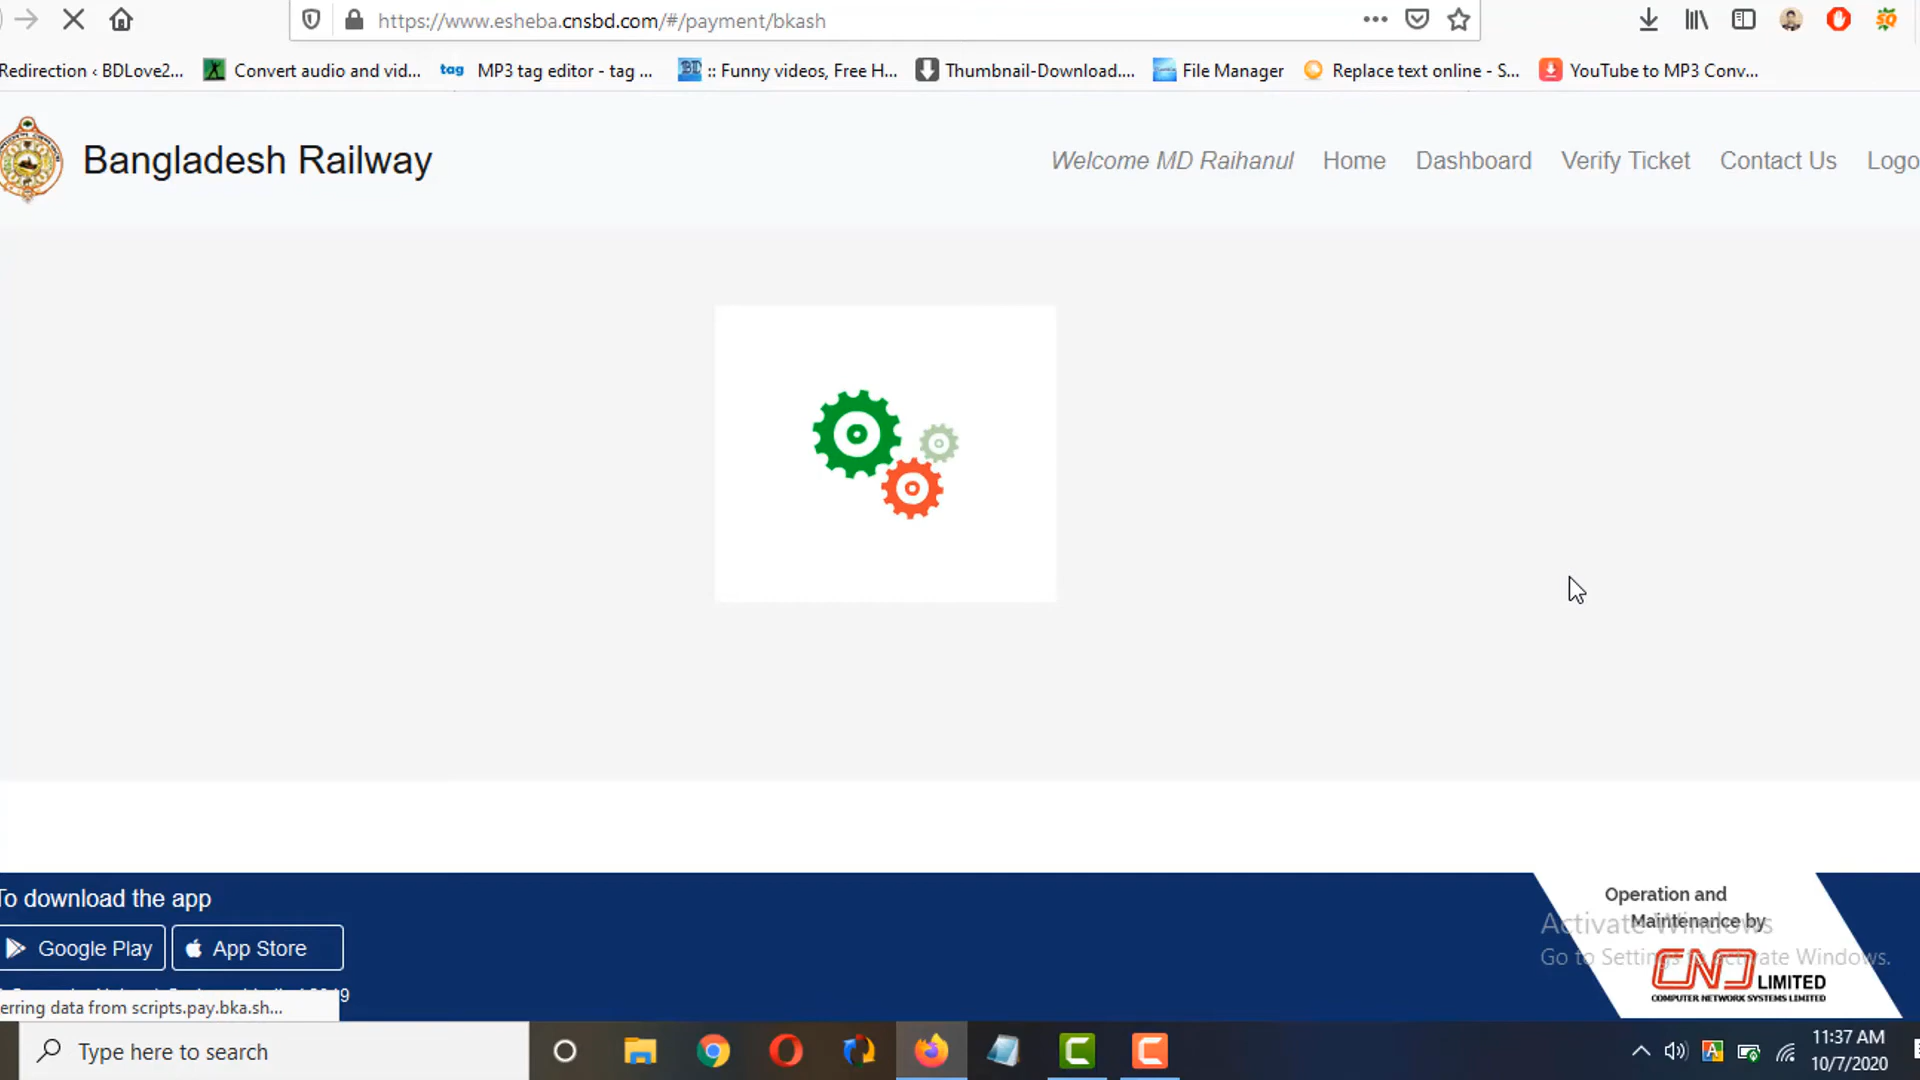 https://www.esheba.cnsbd.com/#/payment/bkash
Redirection ‹ BDLove2...
Convert audio and vid...
tag MP3 tag editor - tag ...
BD :: Funny videos, Free H...
Thumbnail-Download....
File Manager
Replace text online - S...
YouTube to MP3 Conv...
Bangladesh Railway
Welcome MD Raihanul
Home
Dashboard
Verify Ticket
Contact Us
Logo
To download the app
Google Play
App Store
Operation and
Maintenance by
Activate Windows
Go to Settings to activate Windows.
LIMITED
COMPUTER NETWORK SYSTEMS LIMITED
erring data from scripts.pay.bka.sh...
Type here to search
11:37 AM
10/7/2020